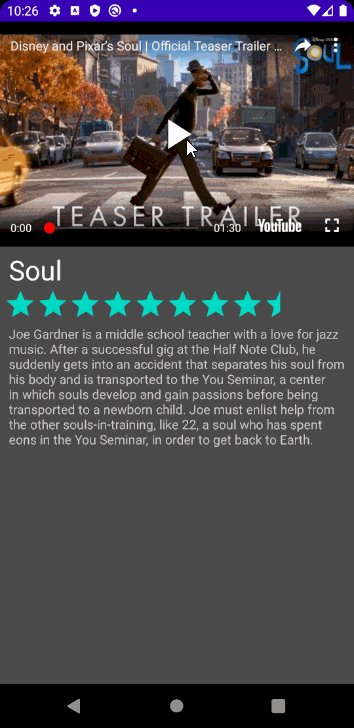 10:26
Disney and Pixar's Soul | Official Teaser Trailer ...
SOUL
TEASER TRAILER
0:00
01:30
YouTube
Soul
Joe Gardner is a middle school teacher with a love for jazz
music. After a successful gig at the Half Note Club, he
suddenly gets into an accident that separates his soul from
his body and is transported to the You Seminar, a center
in which souls develop and gain passions before being
transported to a newborn child. Joe must enlist help from
the other souls-in-training, like 22, a soul who has spent
eons in the You Seminar, in order to get back to Earth.